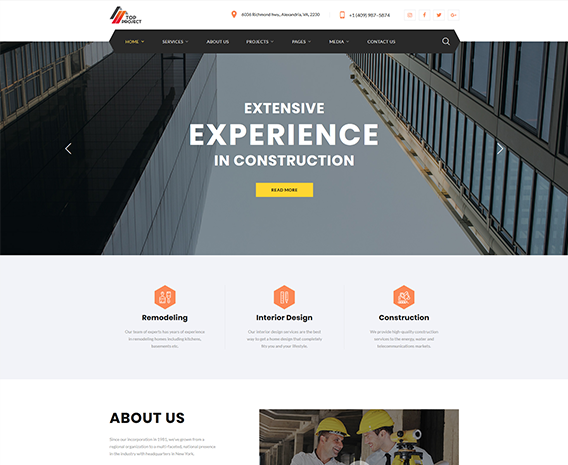 TOP
PROJECT
6036 Richmond hwy., Alexandria, VA, 2230
+1 (409) 987–5874
HOME
SERVICES
ABOUT US
PROJECTS
PAGES
MEDIA
CONTACT US
EXTENSIVE
EXPERIENCE
IN CONSTRUCTION
READ MORE
Remodeling
Interior Design
Construction
Our team of experts has years of experience
in remodeling homes including kitchens,
basements etc.
Our interior design services are the best
way to get a home design that completely
fits you and your lifestyle.
We provide high quality construction
services to the energy, water and
telecommunications markets.
ABOUT US
Since our incorporation in 1981, we've grown from a
regional organization to a multi-faceted, national presence
in the industry with headquarters in New York.